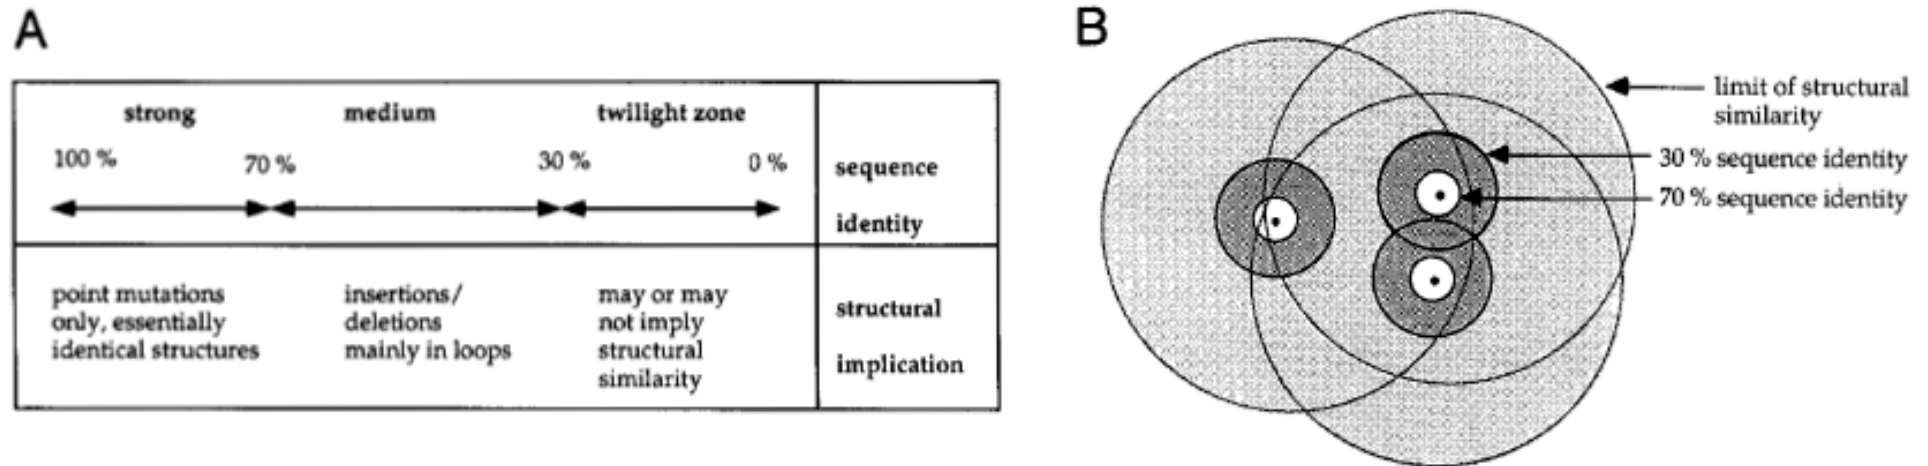 A
strong medium twilight zone
100 % 70 % 30 % 0 %
sequence
identity
point mutations
only, essentially
identical structures
insertions/
deletions
mainly in loops
may or may
not imply
structural
similarity
structural
implication
B
limit of structural
similarity
30 % sequence identity
70 % sequence identity